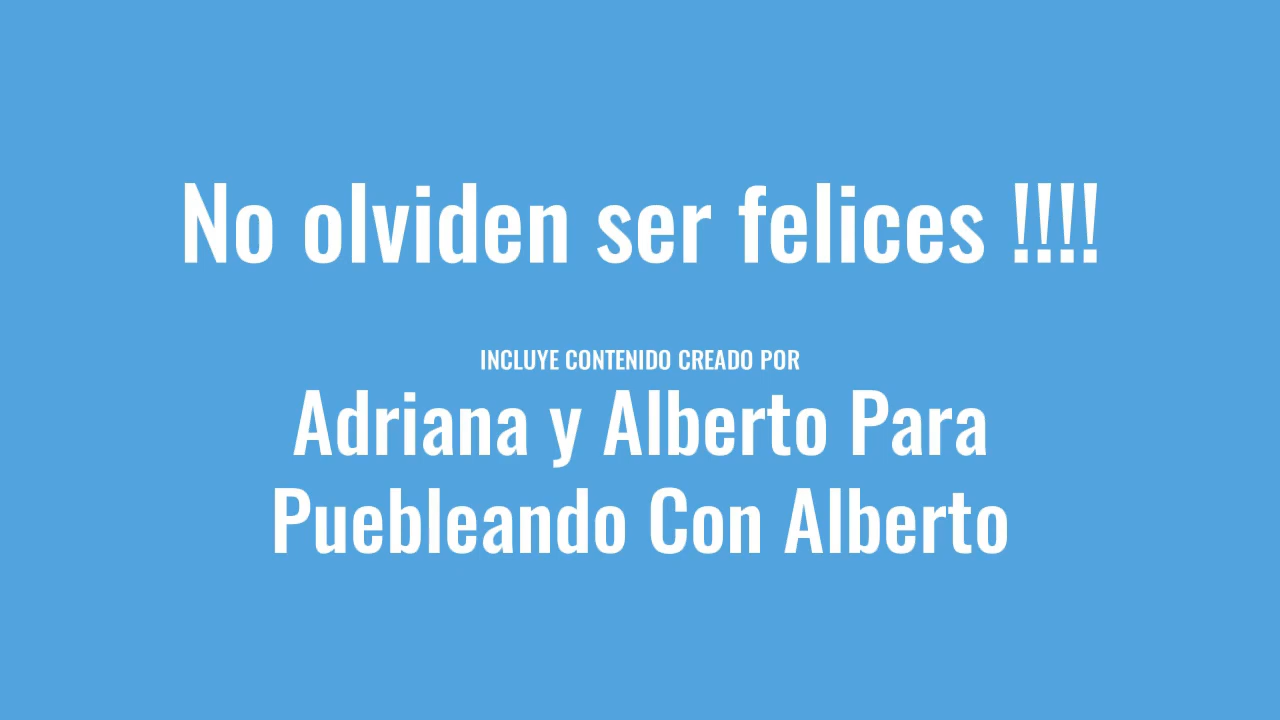 No olviden ser felices !!!!
INCLUYE CONTENIDO CREADO POR
Adriana y Alberto Para
Puebleando Con Alberto